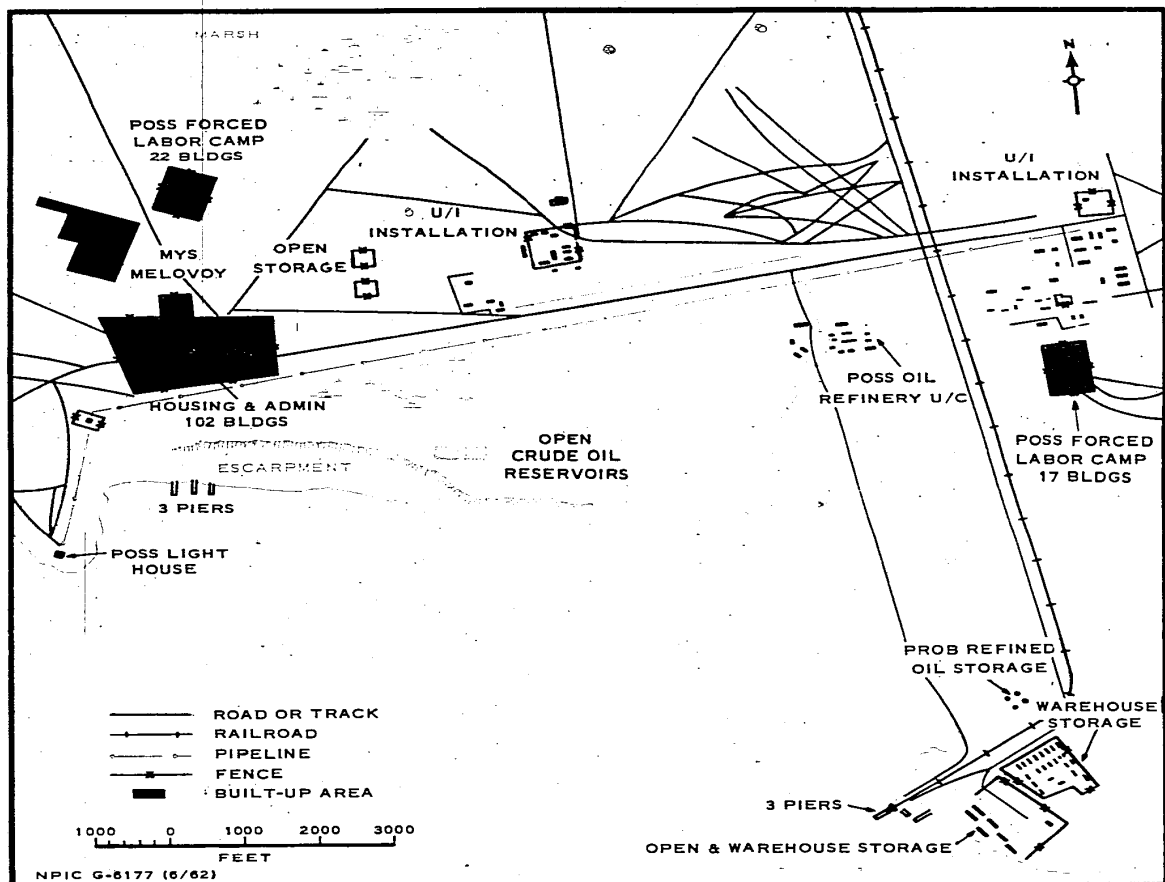 MARSH
N
POSS FORCED
LABOR CAMP
22 BLDGS
U/I
INSTALLATION
U/I
INSTALLATION
OPEN
STORAGE
MYS
MELOVOY
POSS OIL
REFINERY U/C
HOUSING & ADMIN
102 BLDGS
OPEN
CRUDE OIL
RESERVOIRS
POSS FORCED
LABOR CAMP
17 BLDGS
ESCARPMENT
3 PIERS
POSS LIGHT
HOUSE
PROB REFINED
OIL STORAGE
WAREHOUSE
STORAGE
ROAD OR TRACK
RAILROAD
PIPELINE
FENCE
BUILT-UP AREA
3 PIERS
OPEN & WAREHOUSE STORAGE
1000 0 1000 2000 3000
FEET
NPIC G-6177 (6/62)